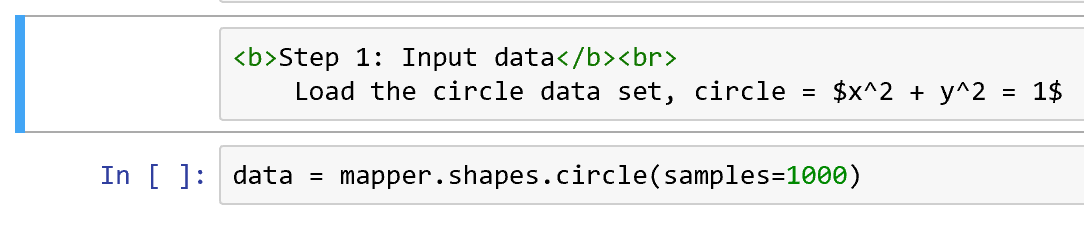 <b>Step 1: Input data</b><br>
Load the circle data set, circle = $x^2 + y^2 = 1$
In [ ]: data = mapper.shapes.circle(samples=1000)